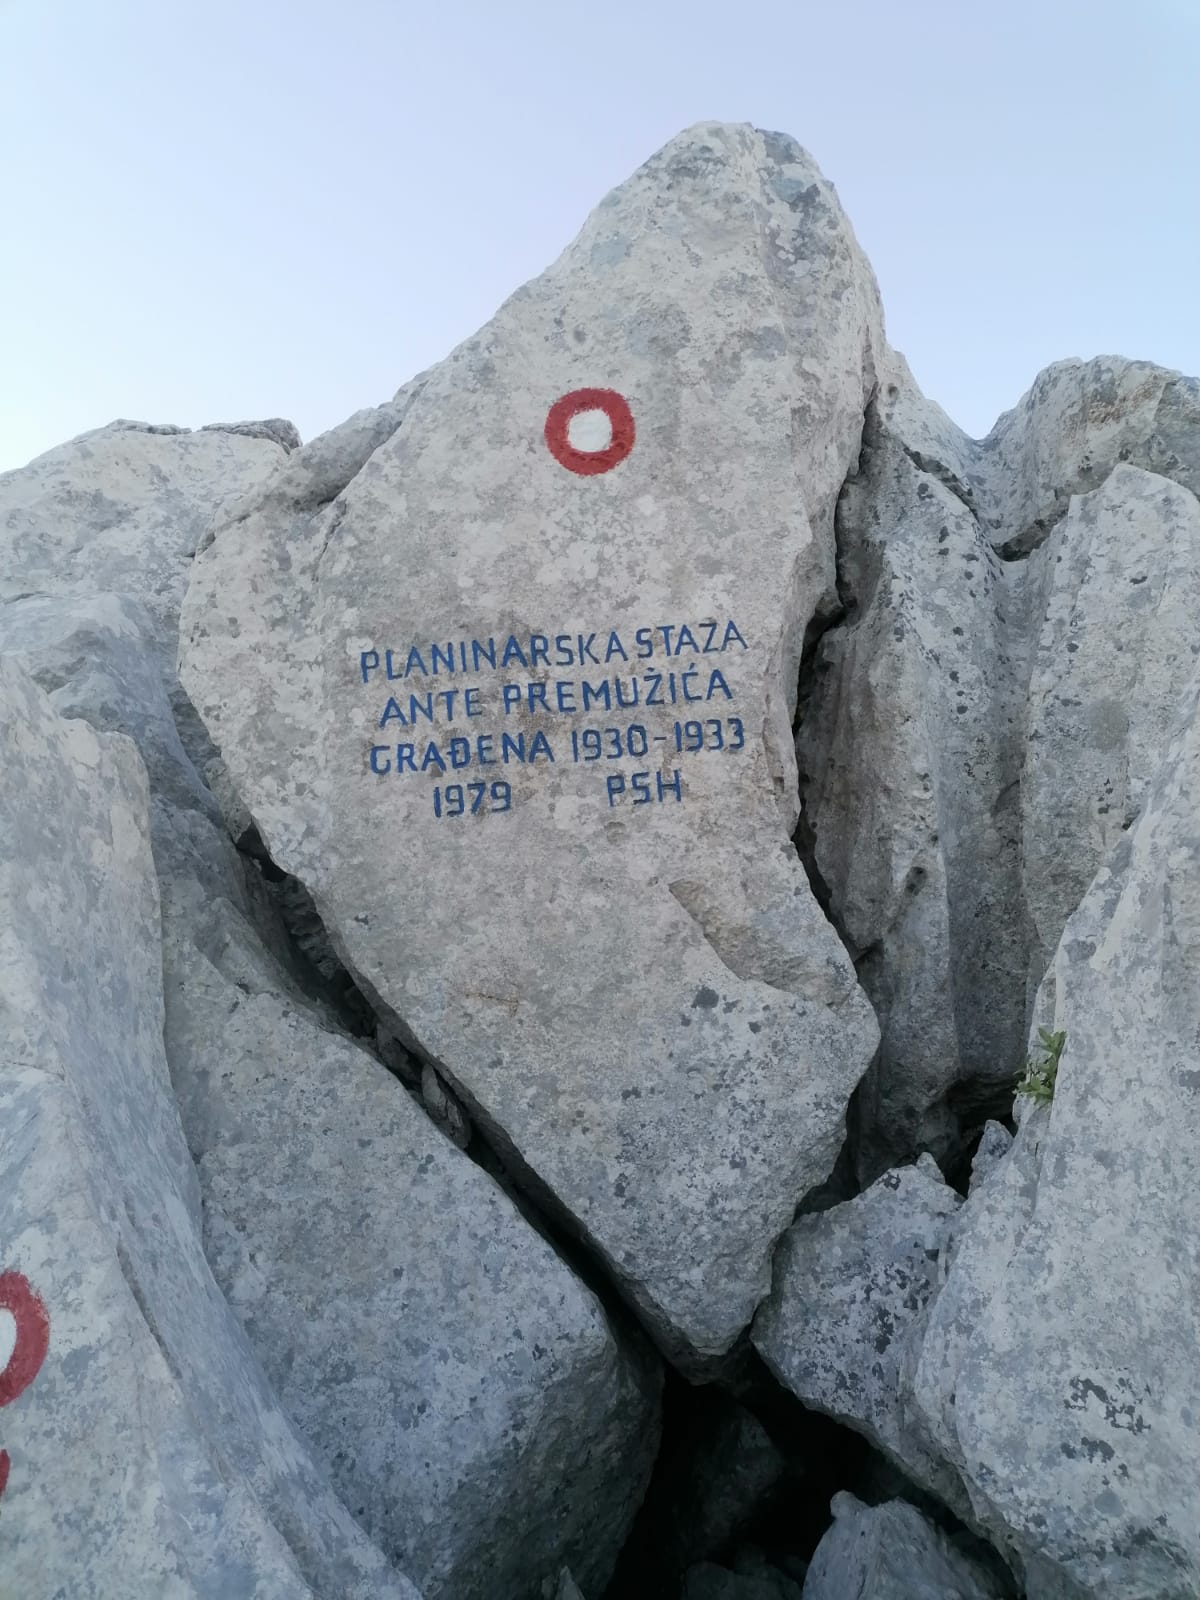 PLANINARSKA STAZA
ANTE PREMUŽIĆA
GRAĐENA 1930-1933
1979 PSH